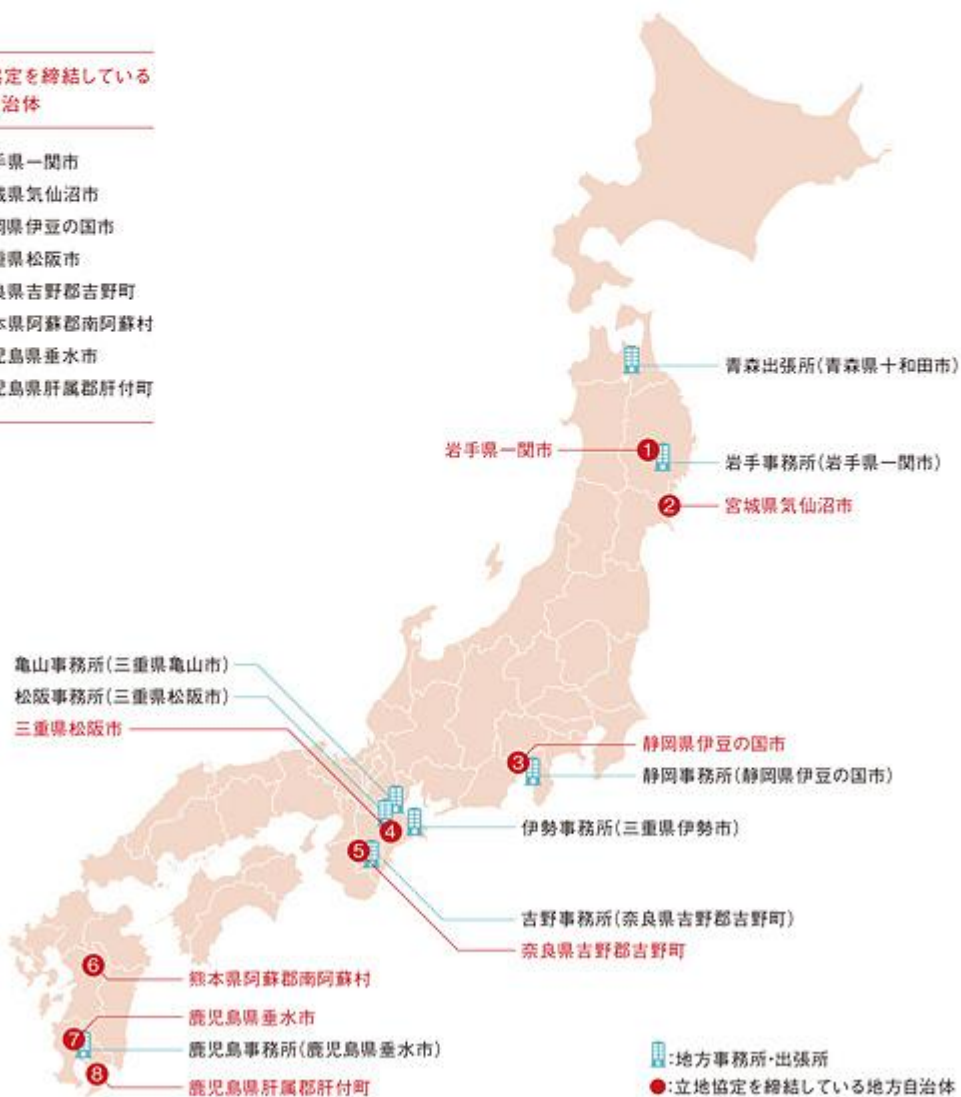 定を締結している
治体
県一関市
県気仙沼市
県伊豆の国市
県松阪市
県吉野郡吉野町
本県阿蘇郡南阿蘇村
児島県垂水市
児島県肝属郡肝付町
青森出張所(青森県十和田市)
岩手県一関市
1
岩手事務所(岩手県一関市)
2
宮城県気仙沼市
亀山事務所(三重県亀山市)
松阪事務所(三重県松阪市)
三重県松阪市
静岡県伊豆の国市
3
静岡事務所(静岡県伊豆の国市)
伊勢事務所(三重県伊勢市)
4
5
吉野事務所(奈良県吉野郡吉野町)
奈良県吉野郡吉野町
6
熊本県阿蘇郡南阿蘇村
鹿児島県垂水市
7
鹿児島事務所(鹿児島県垂水市)
8
鹿児島県肝属郡肝付町
:地方事務所・出張所
:立地協定を締結している地方自治体